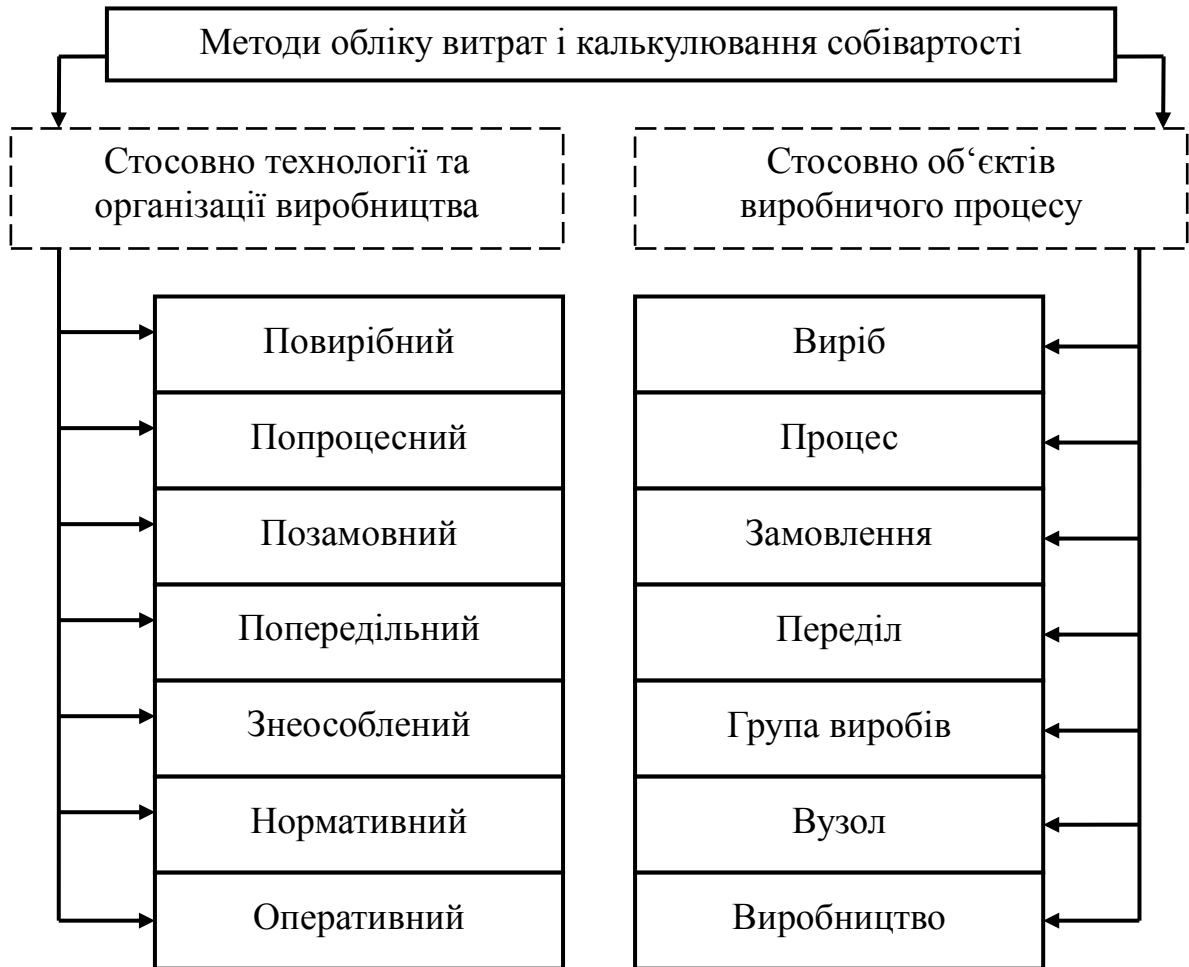 Методи обліку витрат і калькулювання собівартості
Стосовно технології та
організації виробництва
Стосовно об‘єктів
виробничого процесу
Повирібний
Виріб
Попроцесний
Процес
Позамовний
Замовлення
Попередільний
Переділ
Знеособлений
Група виробів
Нормативний
Вузол
Оперативний
Виробництво